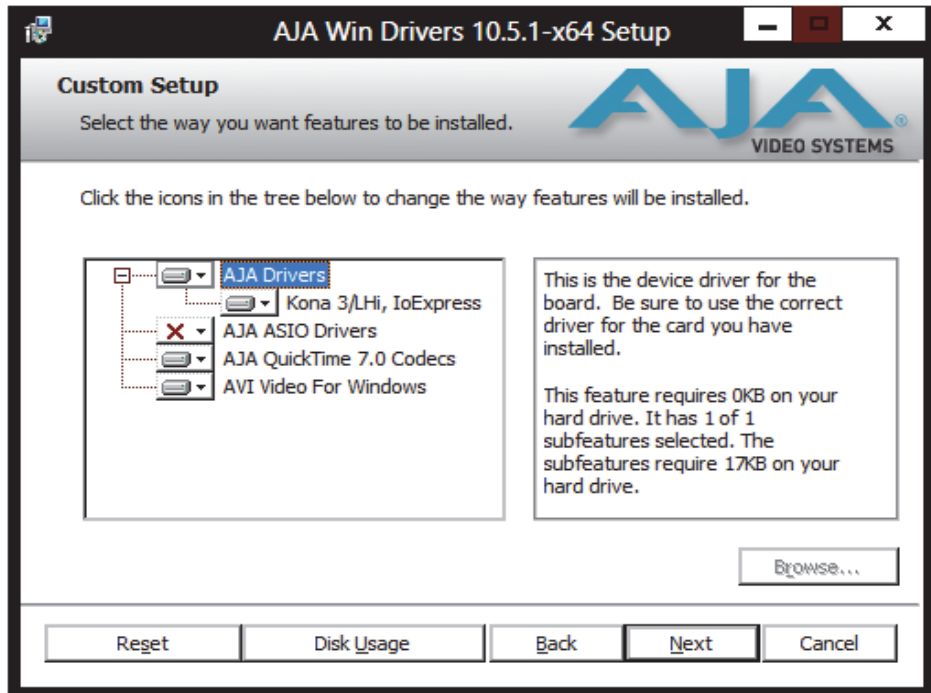 AJA Win Drivers 10.5.1-x64 Setup
Custom Setup
Select the way you want features to be installed.
AJA®
VIDEO SYSTEMS
Click the icons in the tree below to change the way features will be installed.
AJA Drivers
Kona 3/LHi, IoExpress
AJA ASIO Drivers
AJA QuickTime 7.0 Codecs
AVI Video For Windows
This is the device driver for the
board. Be sure to use the correct
driver for the card you have
installed.
This feature requires 0KB on your
hard drive. It has 1 of 1
subfeatures selected. The
subfeatures require 17KB on your
hard drive.
Browse...
Reset
Disk Usage
Back
Next
Cancel